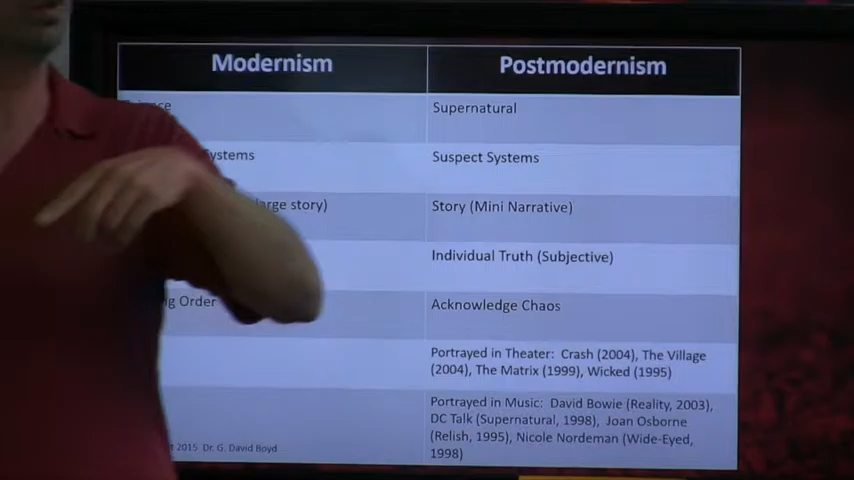 Modernism Postmodernism
Supernatural
Systems Suspect Systems
large story) Story (Mini Narrative)
Individual Truth (Subjective)
Order Acknowledge Chaos
Portrayed in Theater: Crash (2004), The Village
(2004), The Matrix (1999), Wicked (1995)
Portrayed in Music: David Bowie (Reality, 2003),
DC Talk (Supernatural, 1998), Joan Osborne
(Relish, 1995), Nicole Nordeman (Wide-Eyed,
1998)
2015 Dr. G. David Boyd